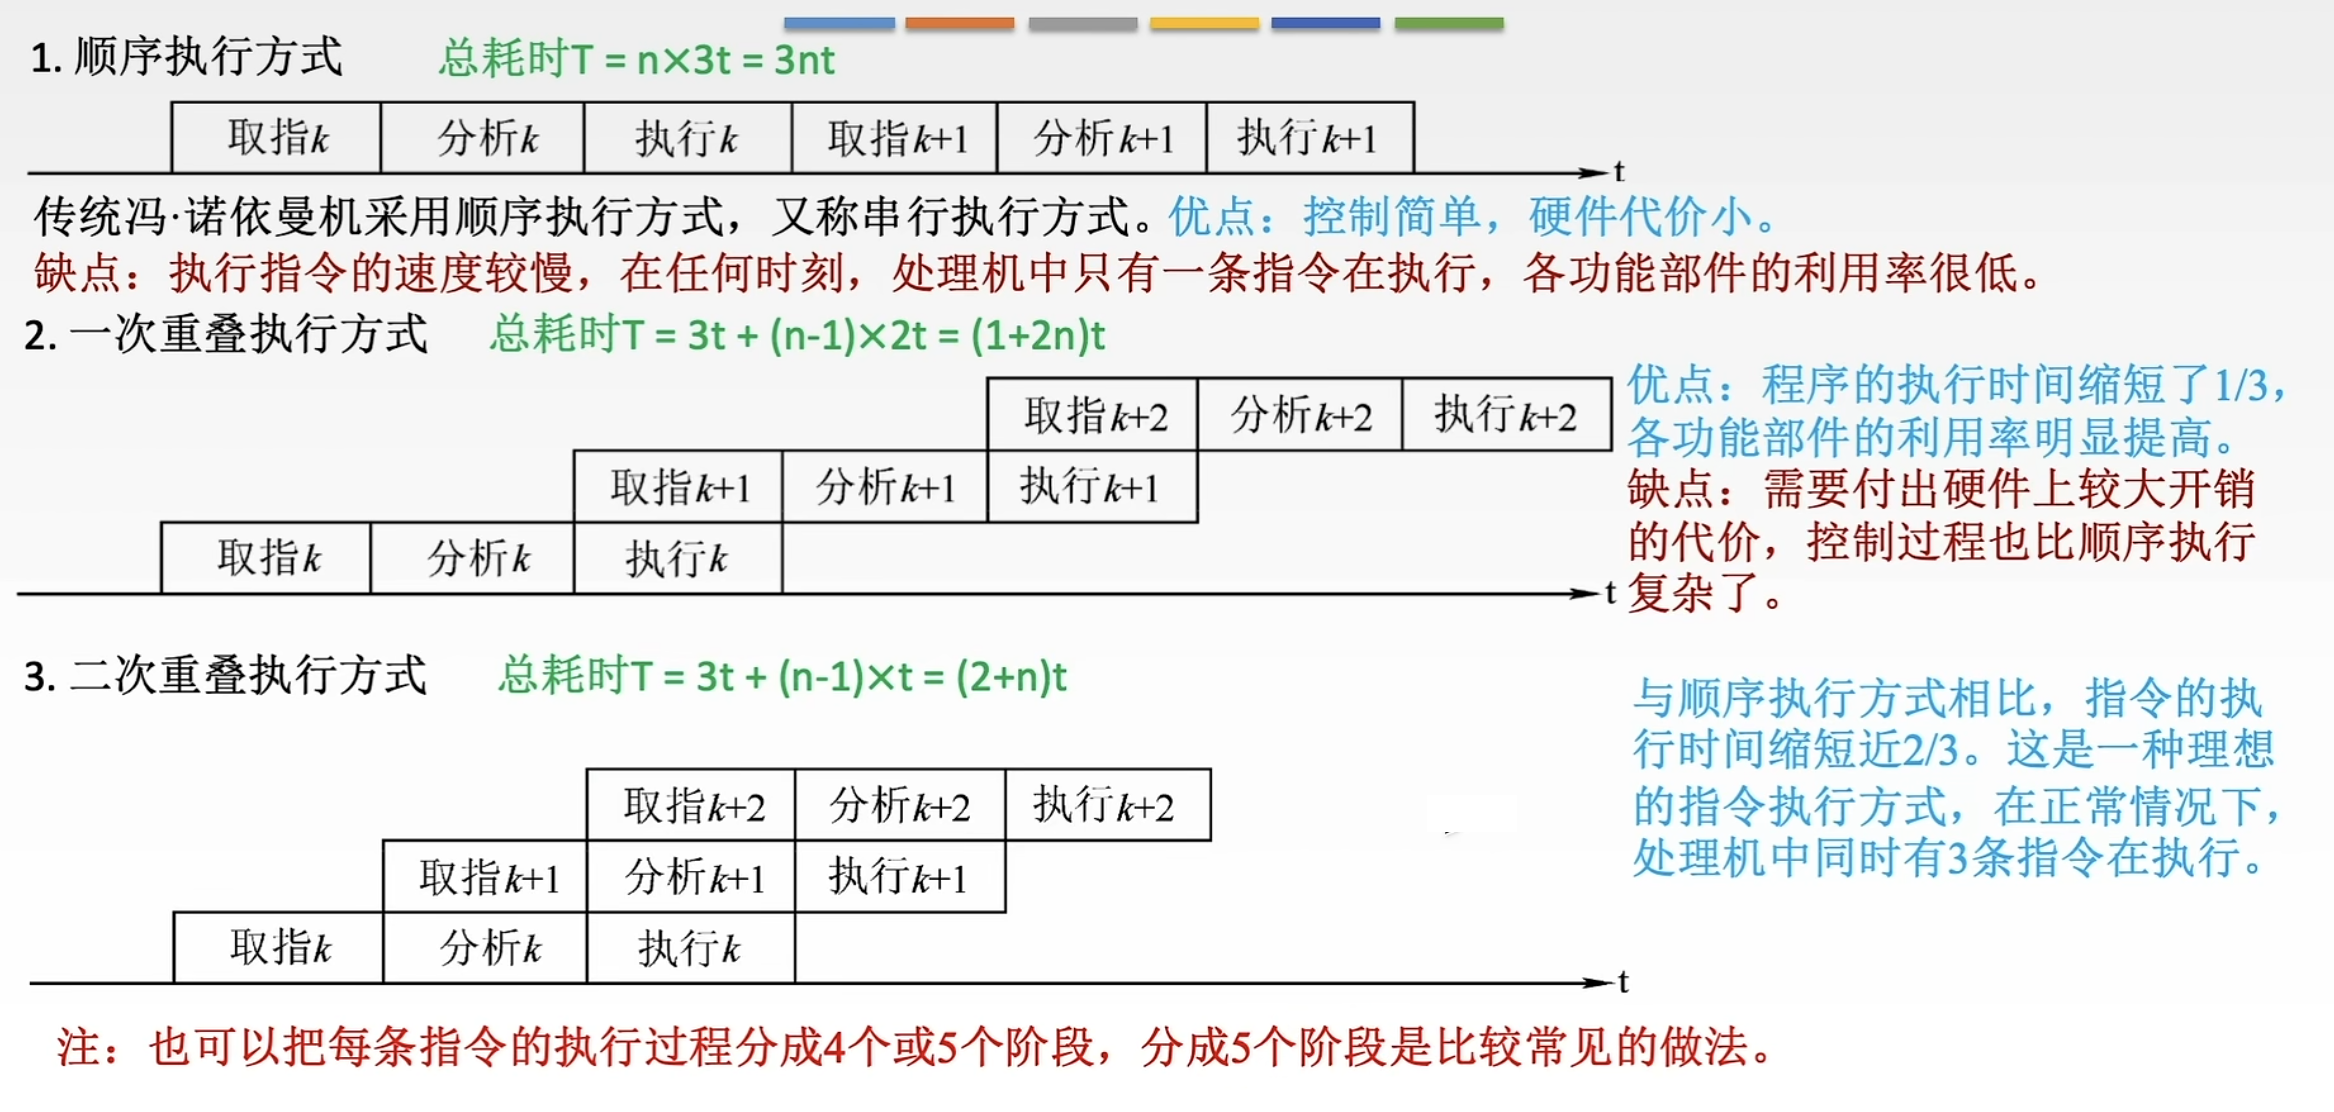 1. 顺序执行方式 总耗时T = n×3t = 3nt
取指k 分析k 执行k 取指k+1 分析k+1 执行k+1
t
传统冯·诺依曼机采用顺序执行方式，又称串行执行方式。优点：控制简单，硬件代价小。
缺点：执行指令的速度较慢，在任何时刻，处理机中只有一条指令在执行，各功能部件的利用率很低。
2. 一次重叠执行方式 总耗时T = 3t + (n-1)×2t = (1+2n)t
取指k+2 分析k+2 执行k+2
取指k+1 分析k+1 执行k+1
取指k 分析k 执行k
t
优点：程序的执行时间缩短了1/3，
各功能部件的利用率明显提高。
缺点：需要付出硬件上较大开销
的代价，控制过程也比顺序执行
复杂了。
3. 二次重叠执行方式 总耗时T = 3t + (n-1)×t = (2+n)t
取指k+2 分析k+2 执行k+2
取指k+1 分析k+1 执行k+1
取指k 分析k 执行k
t
与顺序执行方式相比，指令的执
行时间缩短近2/3。这是一种理想
的指令执行方式，在正常情况下，
处理机中同时有3条指令在执行。
注：也可以把每条指令的执行过程分成4个或5个阶段，分成5个阶段是比较常见的做法。